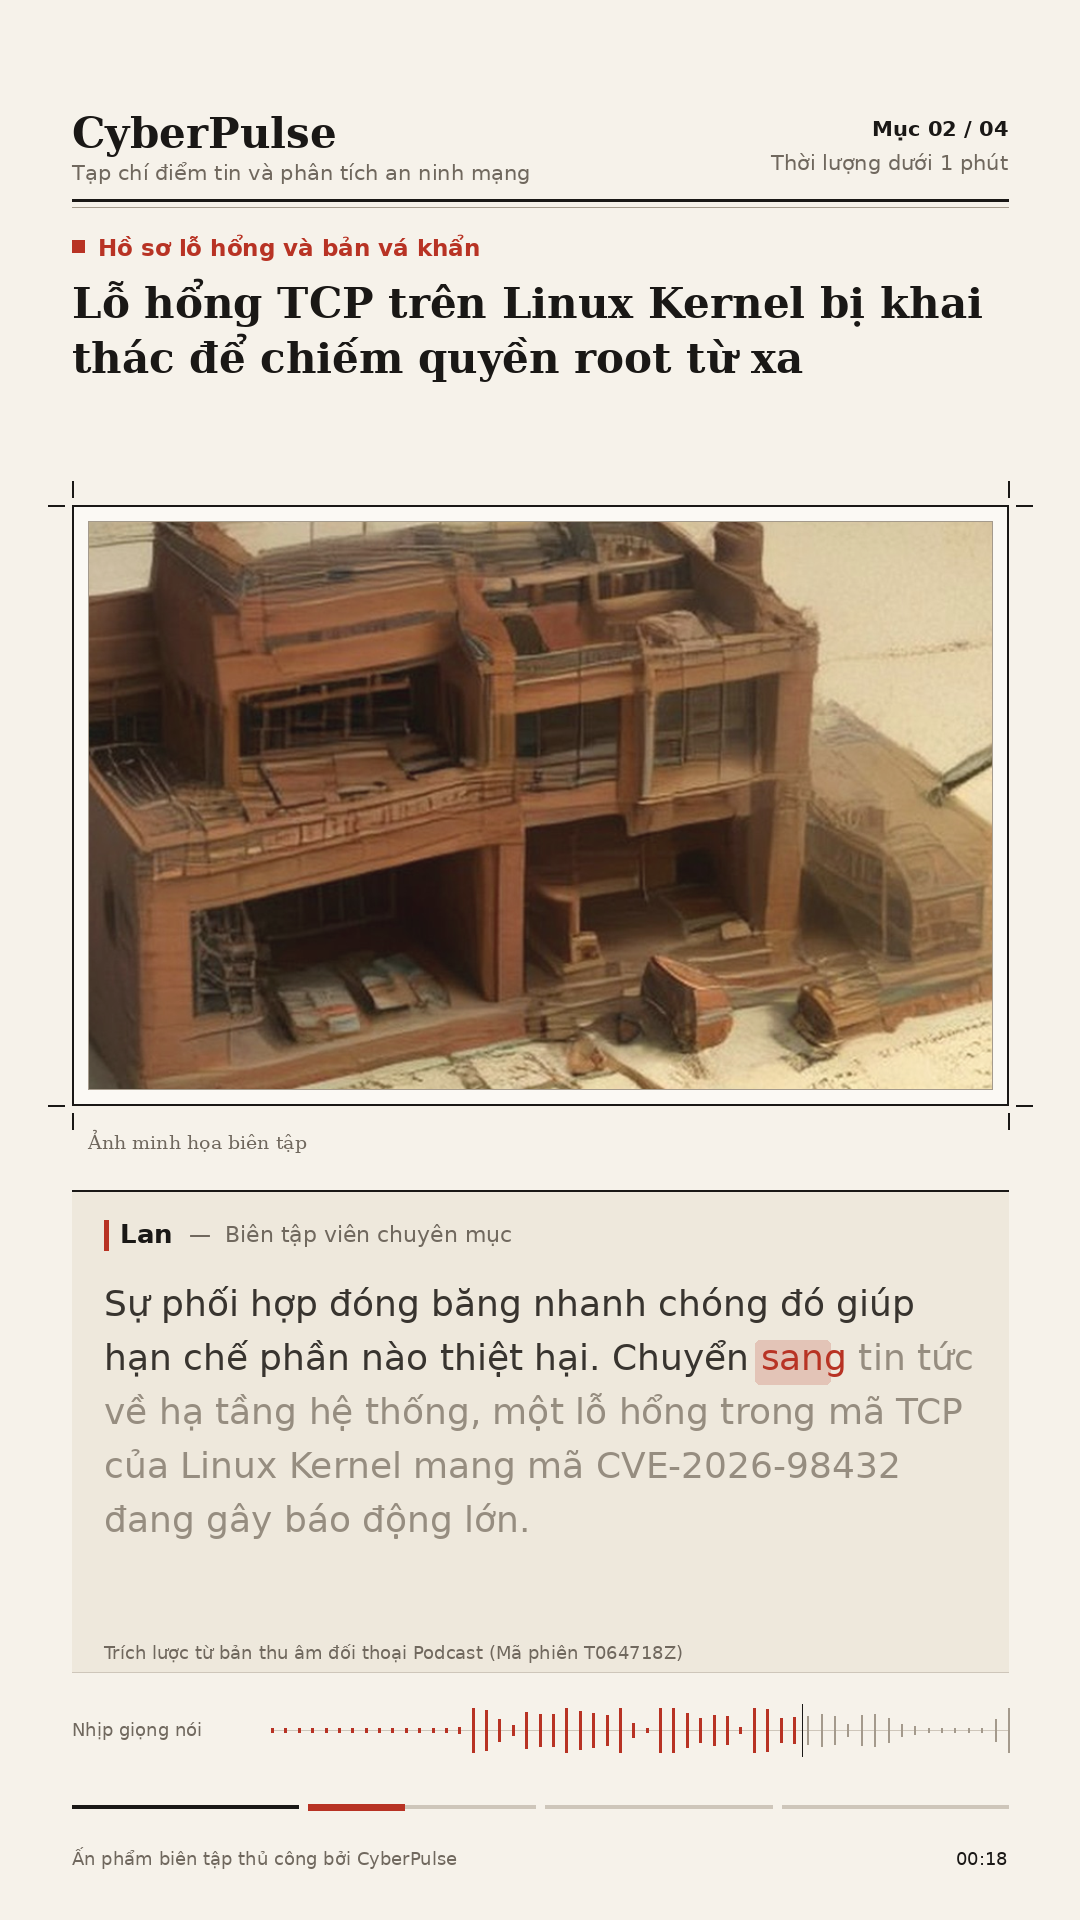 CyberPulse
Tạp chí điểm tin và phân tích an ninh mạng
Mục 02 / 04
Thời lượng dưới 1 phút
Hồ sơ lỗ hổng và bản vá khẩn
Lỗ hổng TCP trên Linux Kernel bị khai
thác để chiếm quyền root từ xa
Ảnh minh họa biên tập
Lan — Biên tập viên chuyên mục
Sự phối hợp đóng băng nhanh chóng đó giúp
hạn chế phần nào thiệt hại. Chuyển sang tin tức
về hạ tầng hệ thống, một lỗ hổng trong mã TCP
của Linux Kernel mang mã CVE-2026-98432
đang gây báo động lớn.
Trích lược từ bản thu âm đối thoại Podcast (Mã phiên T064718Z)
Nhịp giọng nói
Ấn phẩm biên tập thủ công bởi CyberPulse
00:18